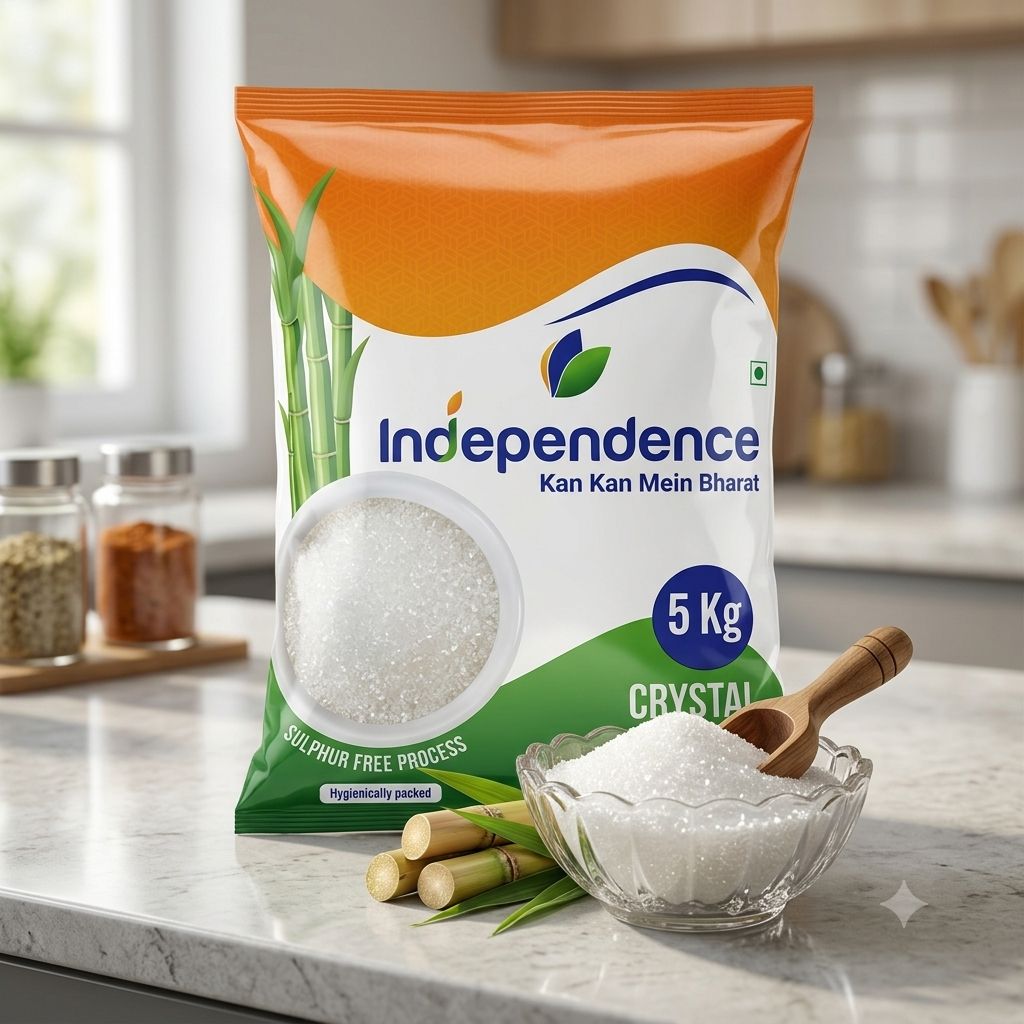 Independence
Kan Kan Mein Bharat
5 Kg
CRYSTAL
SULPHUR FREE PROCESS
Hygienically packed